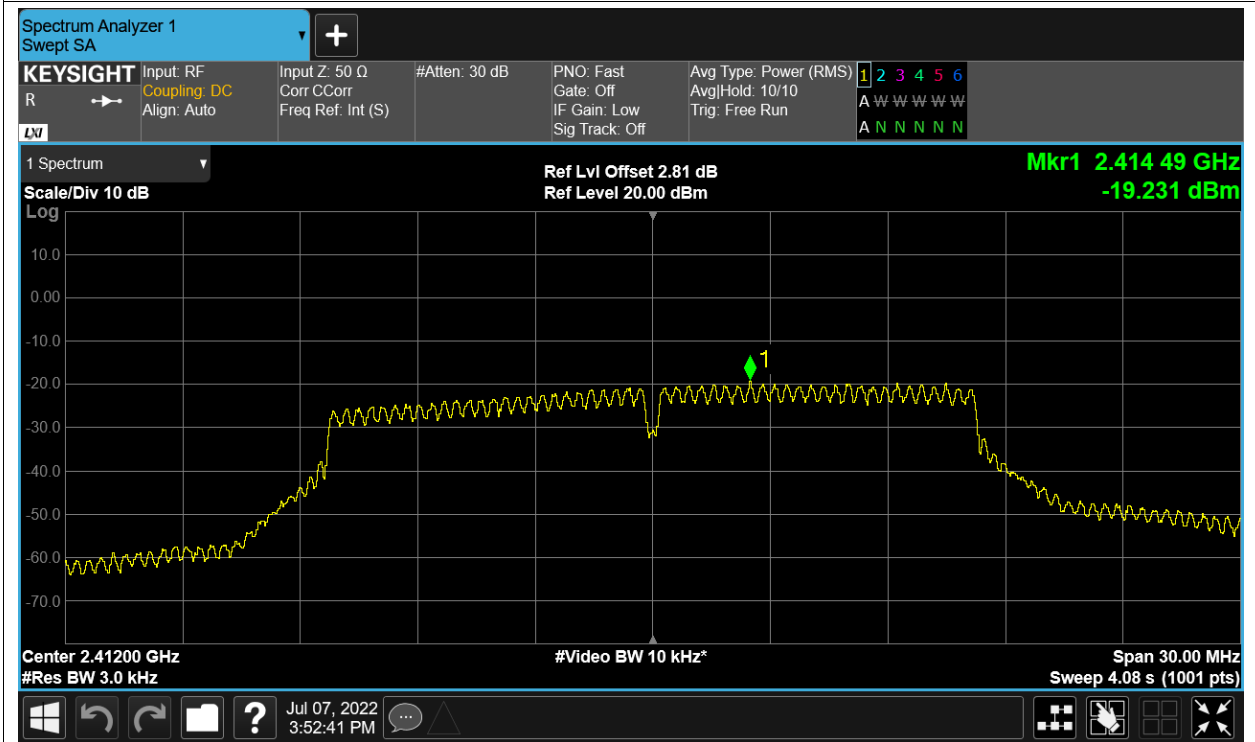 Spectrum Analyzer 1
Swept SA
+
KEYSIGHT
R
LXI
Input: RF
Coupling: DC
Align: Auto
Input Z: 50 Ω
Corr CCorr
Freq Ref: Int (S)
#Atten: 30 dB
PNO: Fast
Gate: Off
IF Gain: Low
Sig Track: Off
Avg Type: Power (RMS)
Avg|Hold: 10/10
Trig: Free Run
1 2 3 4 5 6
A W W W W W
A N N N N N
1 Spectrum
Scale/Div 10 dB
Ref Lvl Offset 2.81 dB
Ref Level 20.00 dBm
Mkr1 2.414 49 GHz
-19.231 dBm
Log
10.0
0.00
-10.0
-20.0
-30.0
-40.0
-50.0
-60.0
-70.0
1
Center 2.41200 GHz
#Res BW 3.0 kHz
#Video BW 10 kHz*
Span 30.00 MHz
Sweep 4.08 s (1001 pts)
?
Jul 07, 2022
3:52:41 PM